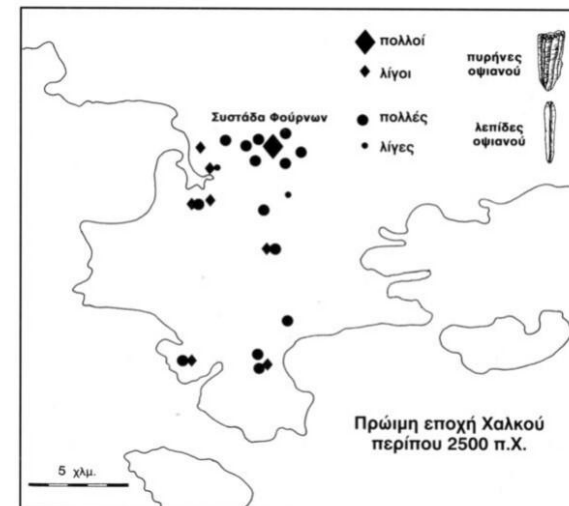 πολλοί
λίγοι
πυρήνες
οψιανού
Συστάδα Φούρνων
πολλές
λίγες
λεπίδες
οψιανού
Πρώιμη εποχή Χαλκού
περίπου 2500 π.Χ.
5 χλμ.